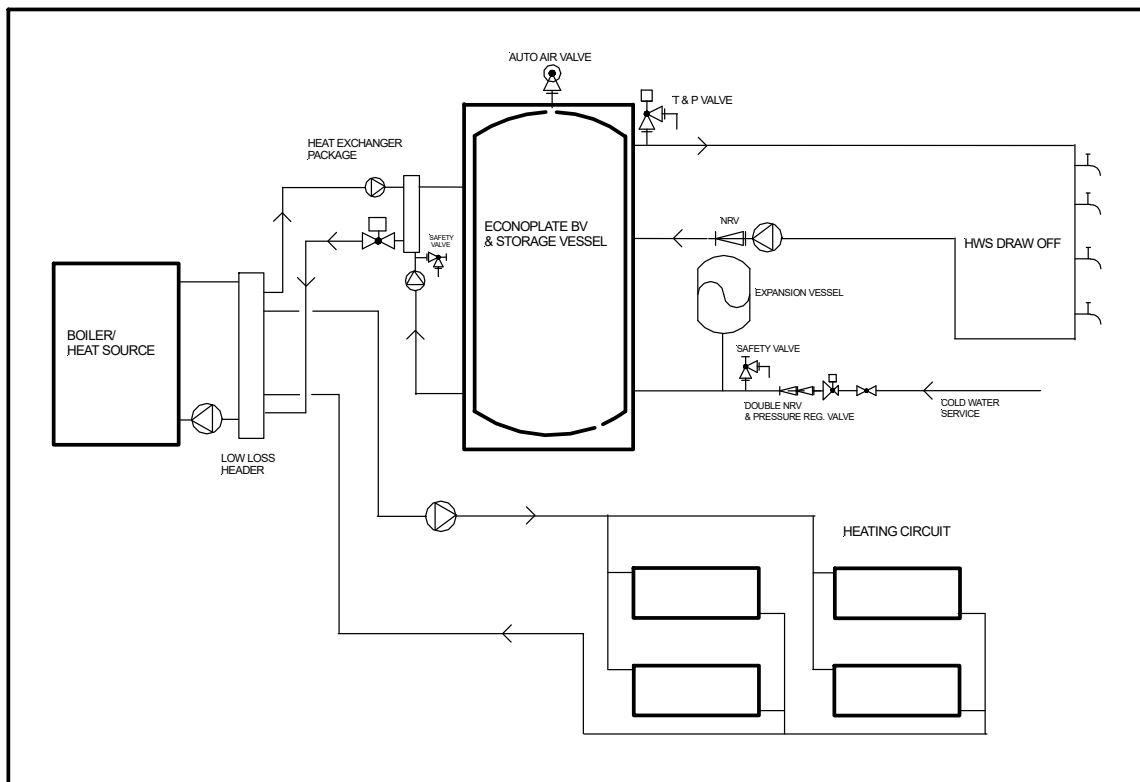 AUTO AIR VALVE
T & P VALVE
HEAT EXCHANGER
PACKAGE
ECONOPLATE BV
& STORAGE VESSEL
SAFETY
VALVE
NRV
HWS DRAW OFF
BOILER/
HEAT SOURCE
EXPANSION VESSEL
SAFETY VALVE
DOUBLE NRV
& PRESSURE REG. VALVE
COLD WATER
SERVICE
LOW LOSS
HEADER
HEATING CIRCUIT